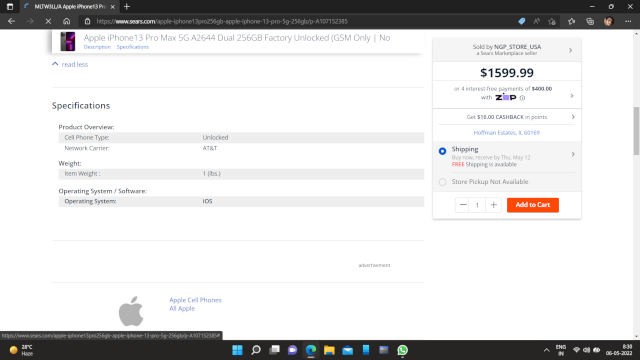 MLTW3LL/A Apple iPhone13 Pro
https://www.sears.com/apple-iphone13pro256gb-apple-iphone-13-pro-5g-256gb/p-A107152385
Apple iPhone13 Pro Max 5G A2644 Dual 256GB Factory Unlocked (GSM Only | No
Description Specifications
read less
Specifications
Product Overview:
Cell Phone Type: Unlocked
Network Carrier: AT&T
Weight:
Item Weight : 1 (lbs.)
Operating System / Software:
Operating System: iOS
advertisement
Apple Cell Phones
All Apple
Sold by NGP_STORE_USA
a Sears Marketplace seller
$1599.99
or 4 interest-free payments of $400.00
with ZIP
Get $16.00 CASHBACK in points
Hoffman Estates, IL 60169
Shipping
Buy now, receive by Thu, May 12
FREE Shipping is available
Store Pickup Not Available
1
Add to Cart
https://www.sears.com/apple-iphone13pro256gb-apple-iphone-13-pro-5g-256gb/p-A107152385#
28°C
Haze
ENG
IN
8:30
06-05-2022